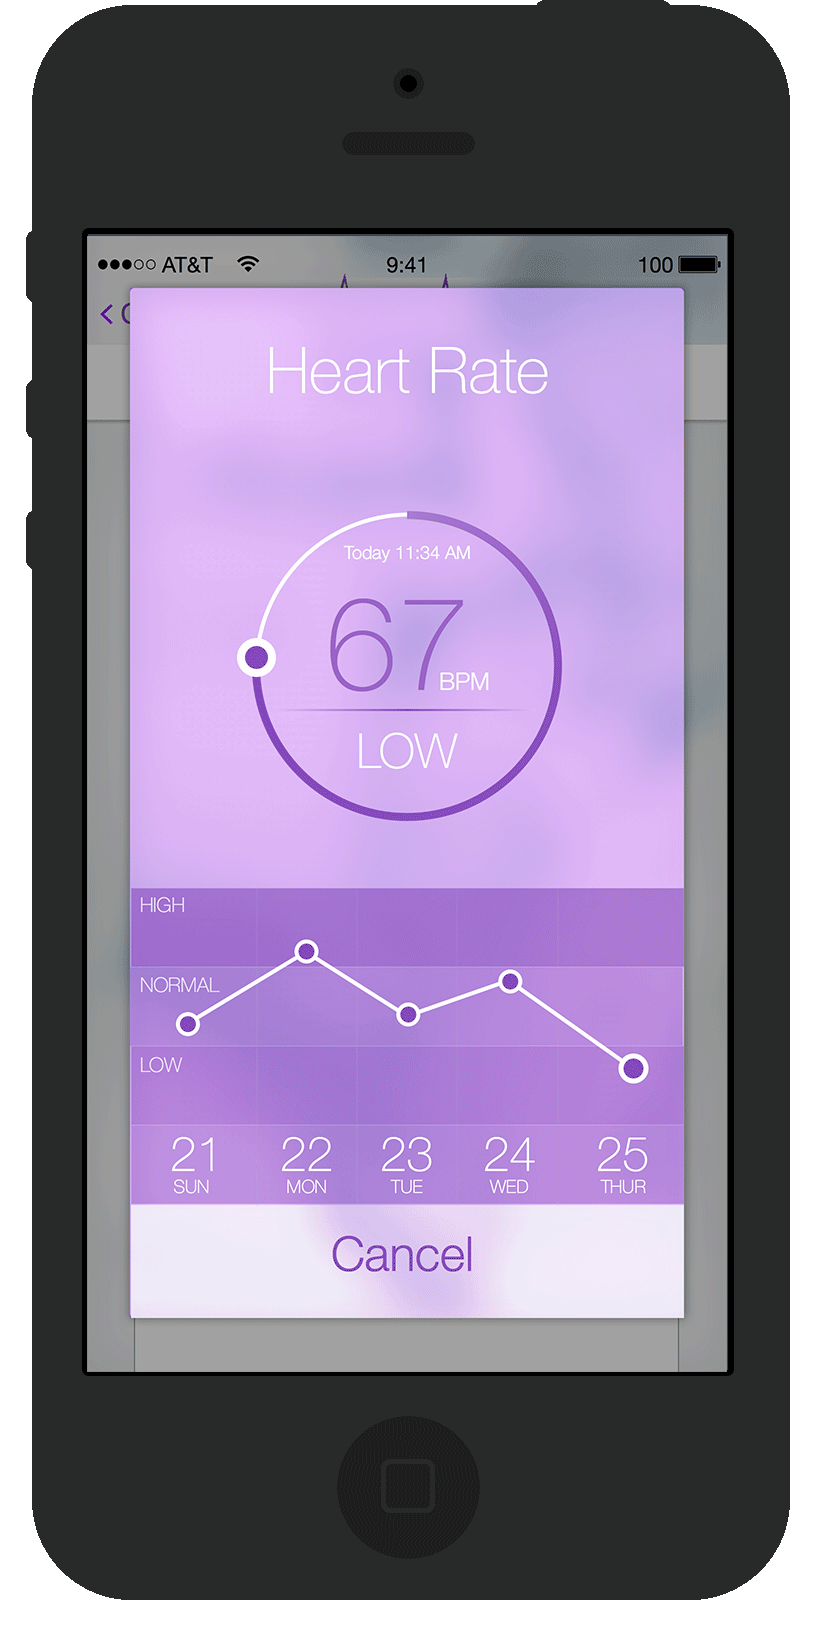 AT&T 9:41 100
Heart Rate
Today 11:34 AM
67 BPM
LOW
HIGH
NORMAL
LOW
21 22 23 24 25
SUN MON TUE WED THUR
Cancel